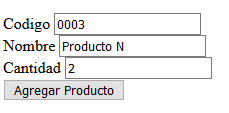 Codigo 0003
Nombre Producto N
Cantidad 2
Agregar Producto